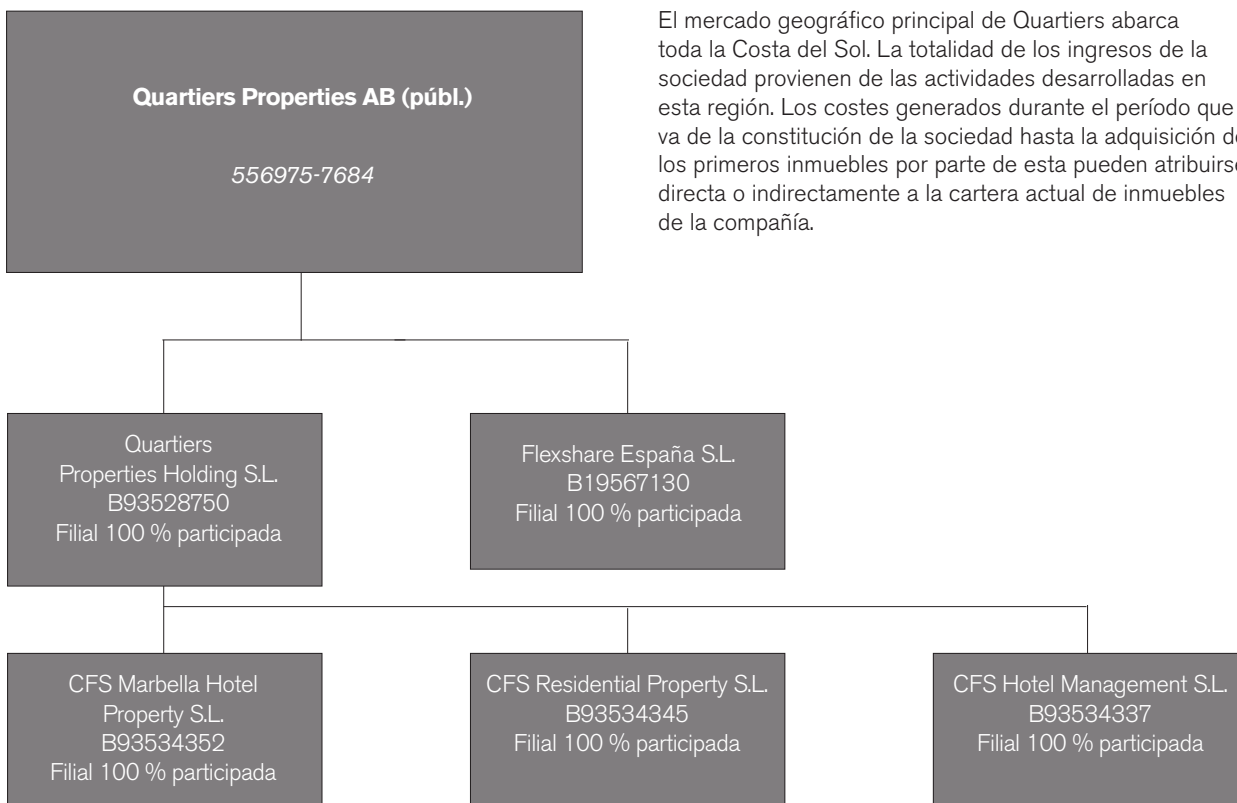 Quartiers Properties AB (públ.)
556975-7684
El mercado geográfico principal de Quartiers abarca
toda la Costa del Sol. La totalidad de los ingresos de la
sociedad provienen de las actividades desarrolladas en
esta región. Los costes generados durante el período que
va de la constitución de la sociedad hasta la adquisición de
los primeros inmuebles por parte de esta pueden atribuirse
directa o indirectamente a la cartera actual de inmuebles
de la compañía.
Quartiers
Properties Holding S.L.
B93528750
Filial 100 % participada
Flexshare España S.L.
B19567130
Filial 100 % participada
CFS Marbella Hotel
Property S.L.
B93534352
Filial 100 % participada
CFS Residential Property S.L.
B93534345
Filial 100 % participada
CFS Hotel Management S.L.
B93534337
Filial 100 % participada